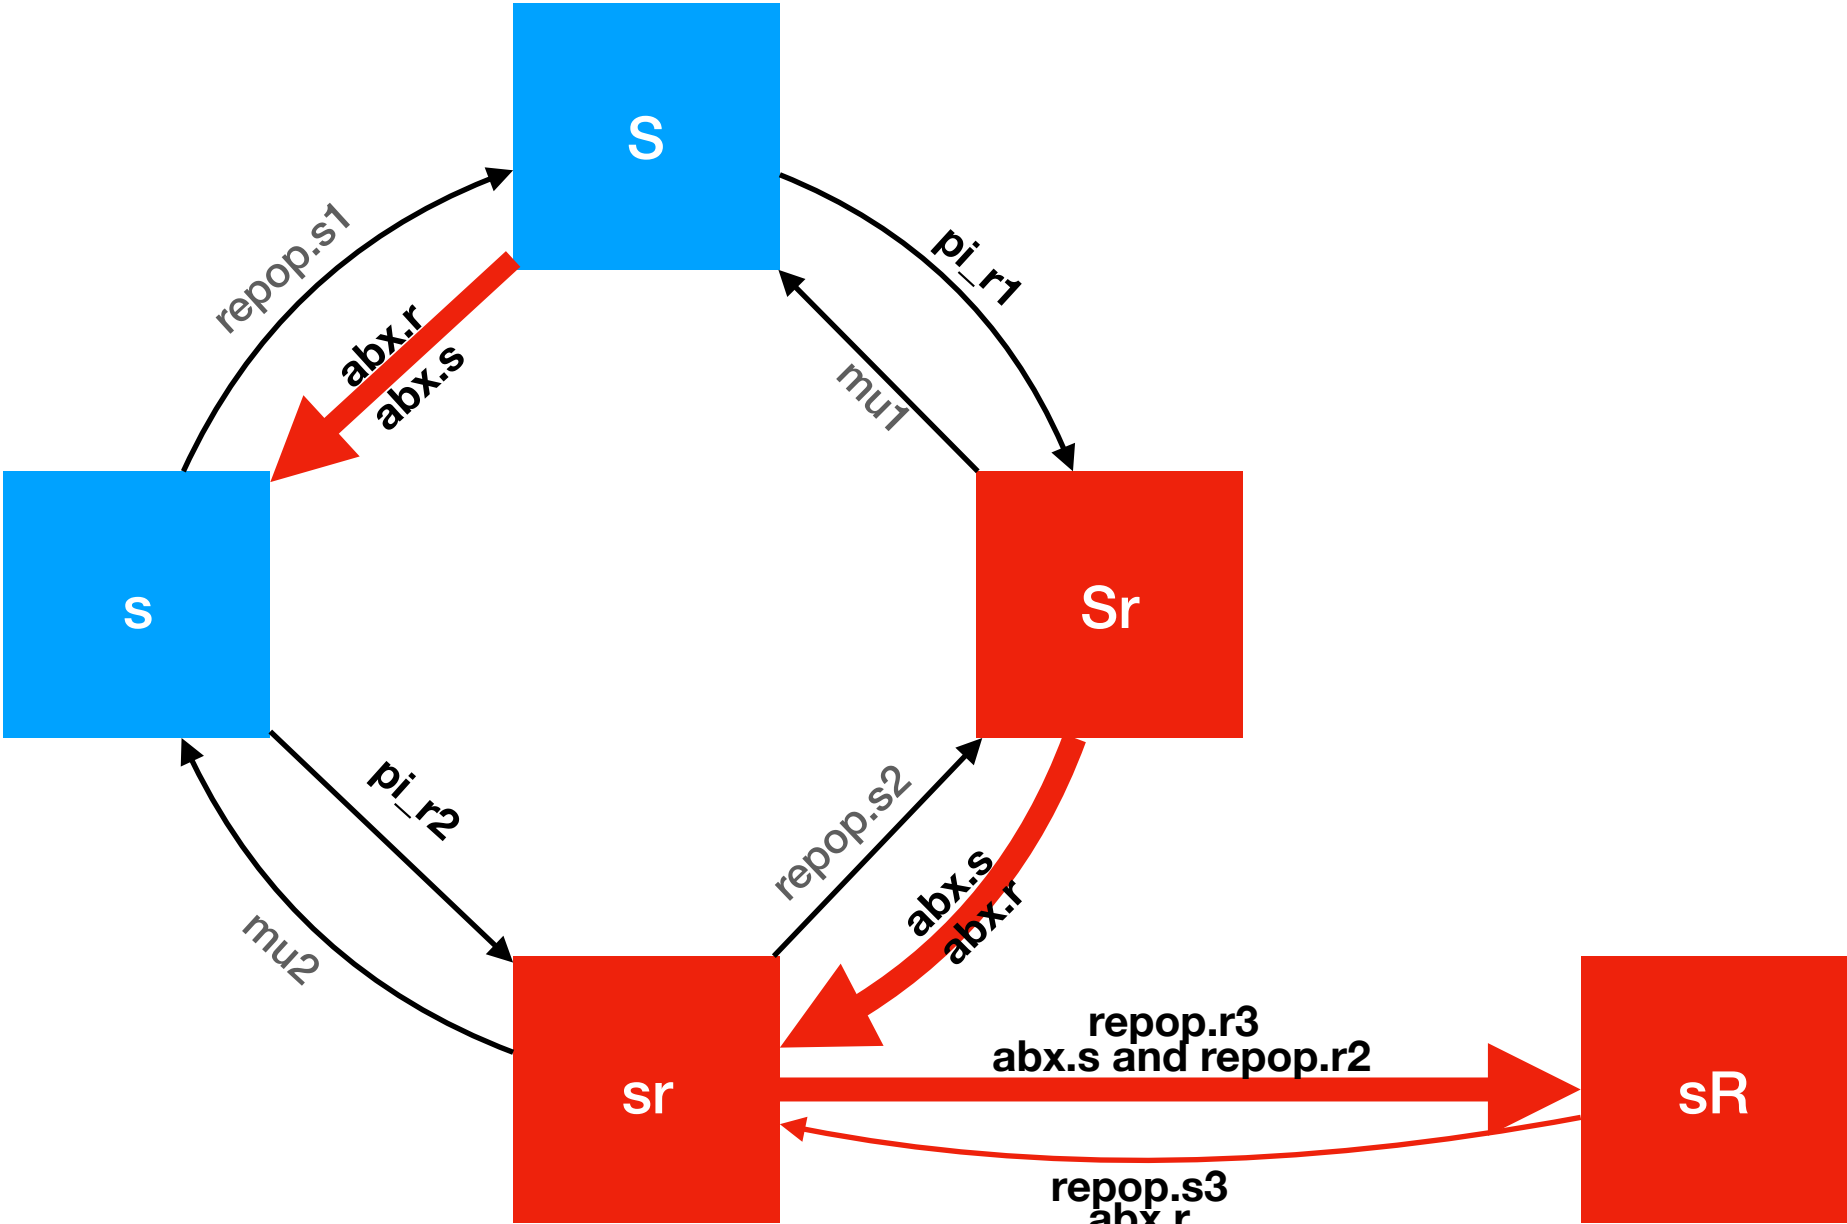 S
repop.s1
pi_r1
abx.r
abx.s
mu1
s
Sr
pi_r2
repop.s2
abx.s
abx.r
mu2
repop.r3
abx.s and repop.r2
sr
sR
repop.s3
abx.r